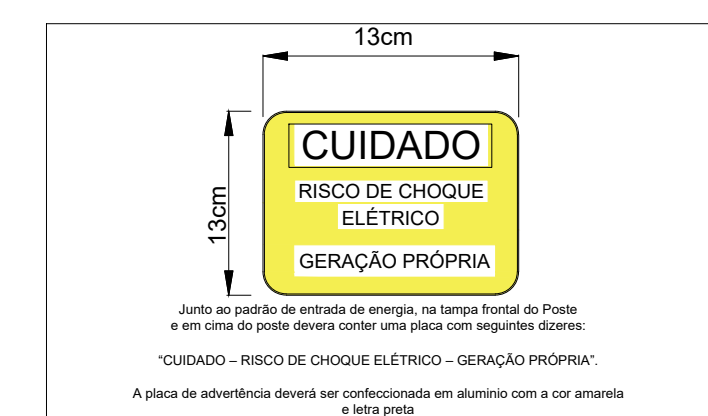 13cm
13cm
CUIDADO
RISCO DE CHOQUE
ELÉTRICO
GERAÇÃO PRÓPRIA
Junto ao padrão de entrada de energia, na tampa frontal do Poste
e em cima do poste devera conter uma placa com seguintes dizeres:
“CUIDADO – RISCO DE CHOQUE ELÉTRICO – GERAÇÃO PRÓPRIA”.
A placa de advertência deverá ser confeccionada em aluminio com a cor amarela
e letra preta